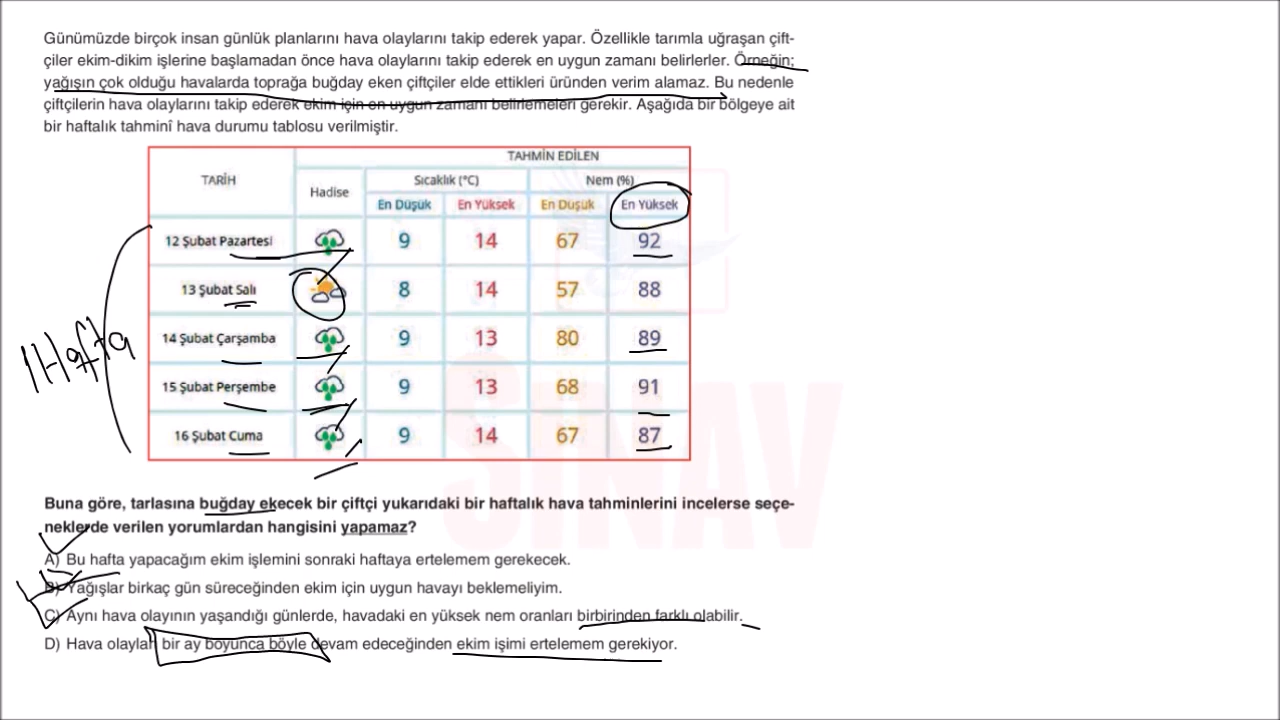 Günümüzde birçok insan günlük planlarını hava olaylarını takip ederek yapar. Özellikle tarımla uğraşan çift-
çiler ekim-dikim işlerine başlamadan önce hava olaylarını takip ederek en uygun zamanı belirlerler. Örneğin;
yağışın çok olduğu havalarda toprağa buğday eken çiftçiler elde ettikleri üründen verim alamaz. Bu nedenle
çiftçilerin hava olaylarını takip ederek ekim için en uygun zamanı belirlemeleri gerekir. Aşağıda bir bölgeye ait
bir haftalık tahminî hava durumu tablosu verilmiştir.
TAHMİN EDİLEN
TARİH Hadise Sıcaklık (°C) Nem (%)
En Düşük En Yüksek En Düşük En Yüksek
12 Şubat Pazartesi 9 14 67 92
13 Şubat Salı 8 14 57 88
14 Şubat Çarşamba 9 13 80 89
15 Şubat Perşembe 9 13 68 91
16 Şubat Cuma 9 14 67 87
1 Hafta
SINAV
Buna göre, tarlasına buğday ekecek bir çiftçi yukarıdaki bir haftalık hava tahminlerini incelerse seçe-
neklerde verilen yorumlardan hangisini yapamaz?
A) Bu hafta yapacağım ekim işlemini sonraki haftaya ertelemem gerekecek.
B) Yağışlar birkaç gün süreceğinden ekim için uygun havayı beklemeliyim.
C) Aynı hava olayının yaşandığı günlerde, havadaki en yüksek nem oranları birbirinden farklı olabilir.
D) Hava olayları bir ay boyunca böyle devam edeceğinden ekim işimi ertelemem gerekiyor.